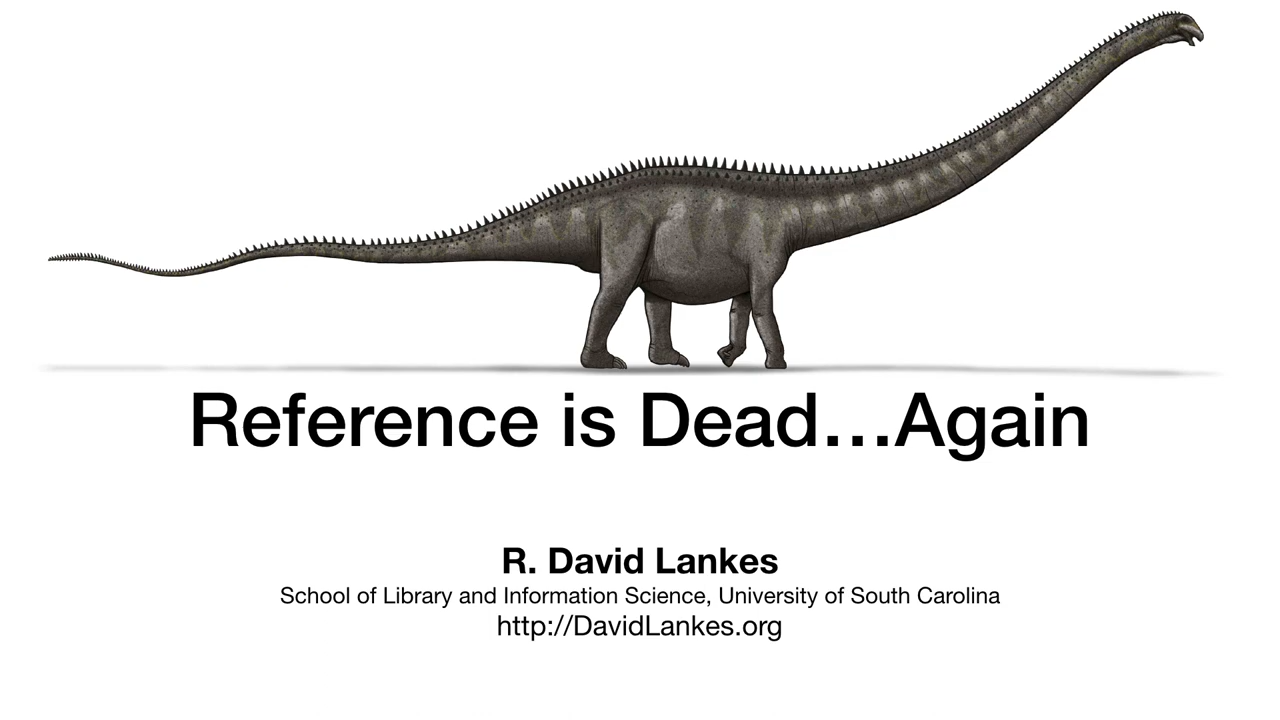 Reference is Dead…Again
R. David Lankes
School of Library and Information Science, University of South Carolina
http://DavidLankes.org